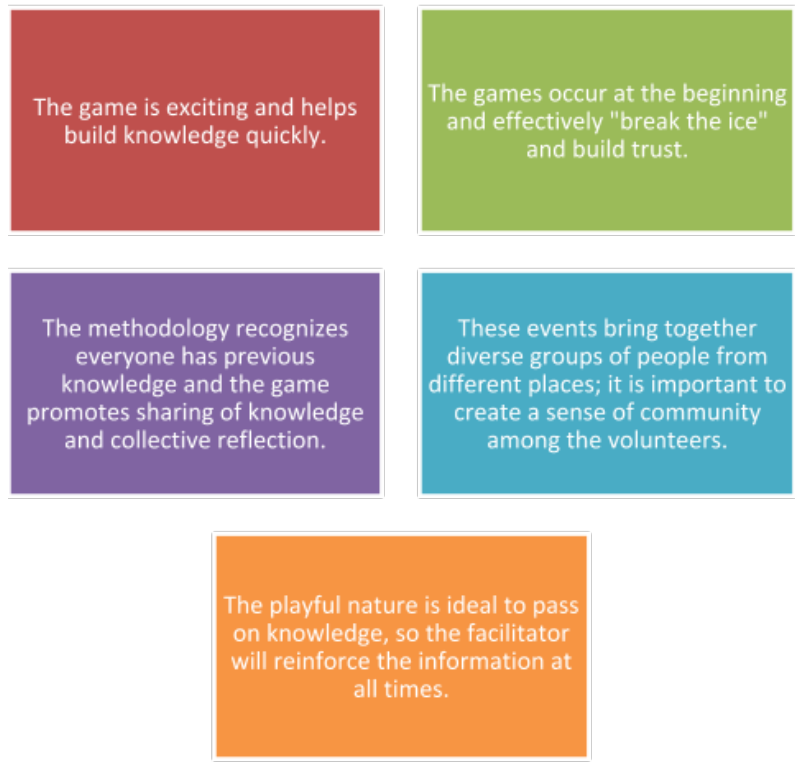 The game is exciting and helps
build knowledge quickly.
The games occur at the beginning
and effectively "break the ice"
and build trust.
The methodology recognizes
everyone has previous
knowledge and the game
promotes sharing of knowledge
and collective reflection.
These events bring together
diverse groups of people from
different places; it is important to
create a sense of community
among the volunteers.
The playful nature is ideal to pass
on knowledge, so the facilitator
will reinforce the information at
all times.